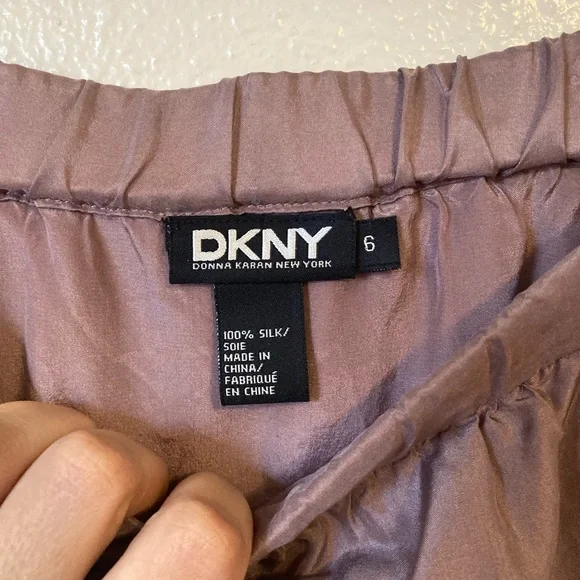 DKNY
DONNA KARAN NEW YORK
6
100% SILK/
SOIE
MADE IN
CHINA/
FABRIQUÉ
EN CHINE